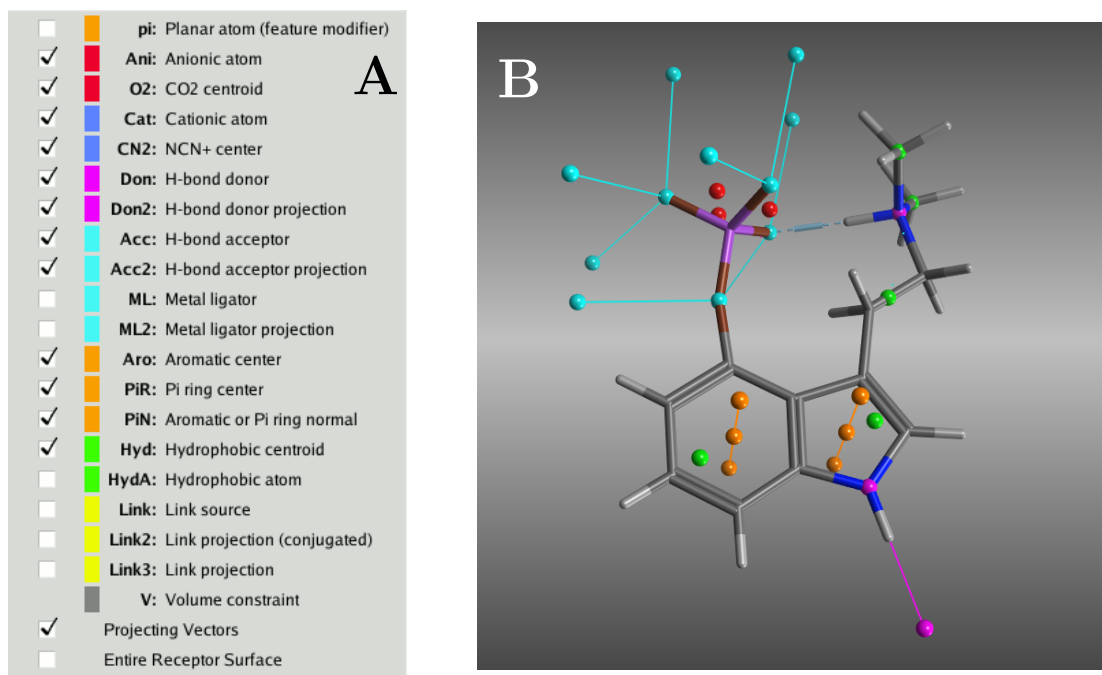 pi: Planar atom (feature modifier)
Ani: Anionic atom
A
O2: CO2 centroid
Cat: Cationic atom
CN2: NCN+ center
Don: H-bond donor
Don2: H-bond donor projection
Acc: H-bond acceptor
Acc2: H-bond acceptor projection
ML: Metal ligator
ML2: Metal ligator projection
Aro: Aromatic center
PiR: Pi ring center
PiN: Aromatic or Pi ring normal
Hyd: Hydrophobic centroid
HydA: Hydrophobic atom
Link: Link source
Link2: Link projection (conjugated)
Link3: Link projection
V: Volume constraint
Projecting Vectors
Entire Receptor Surface
B